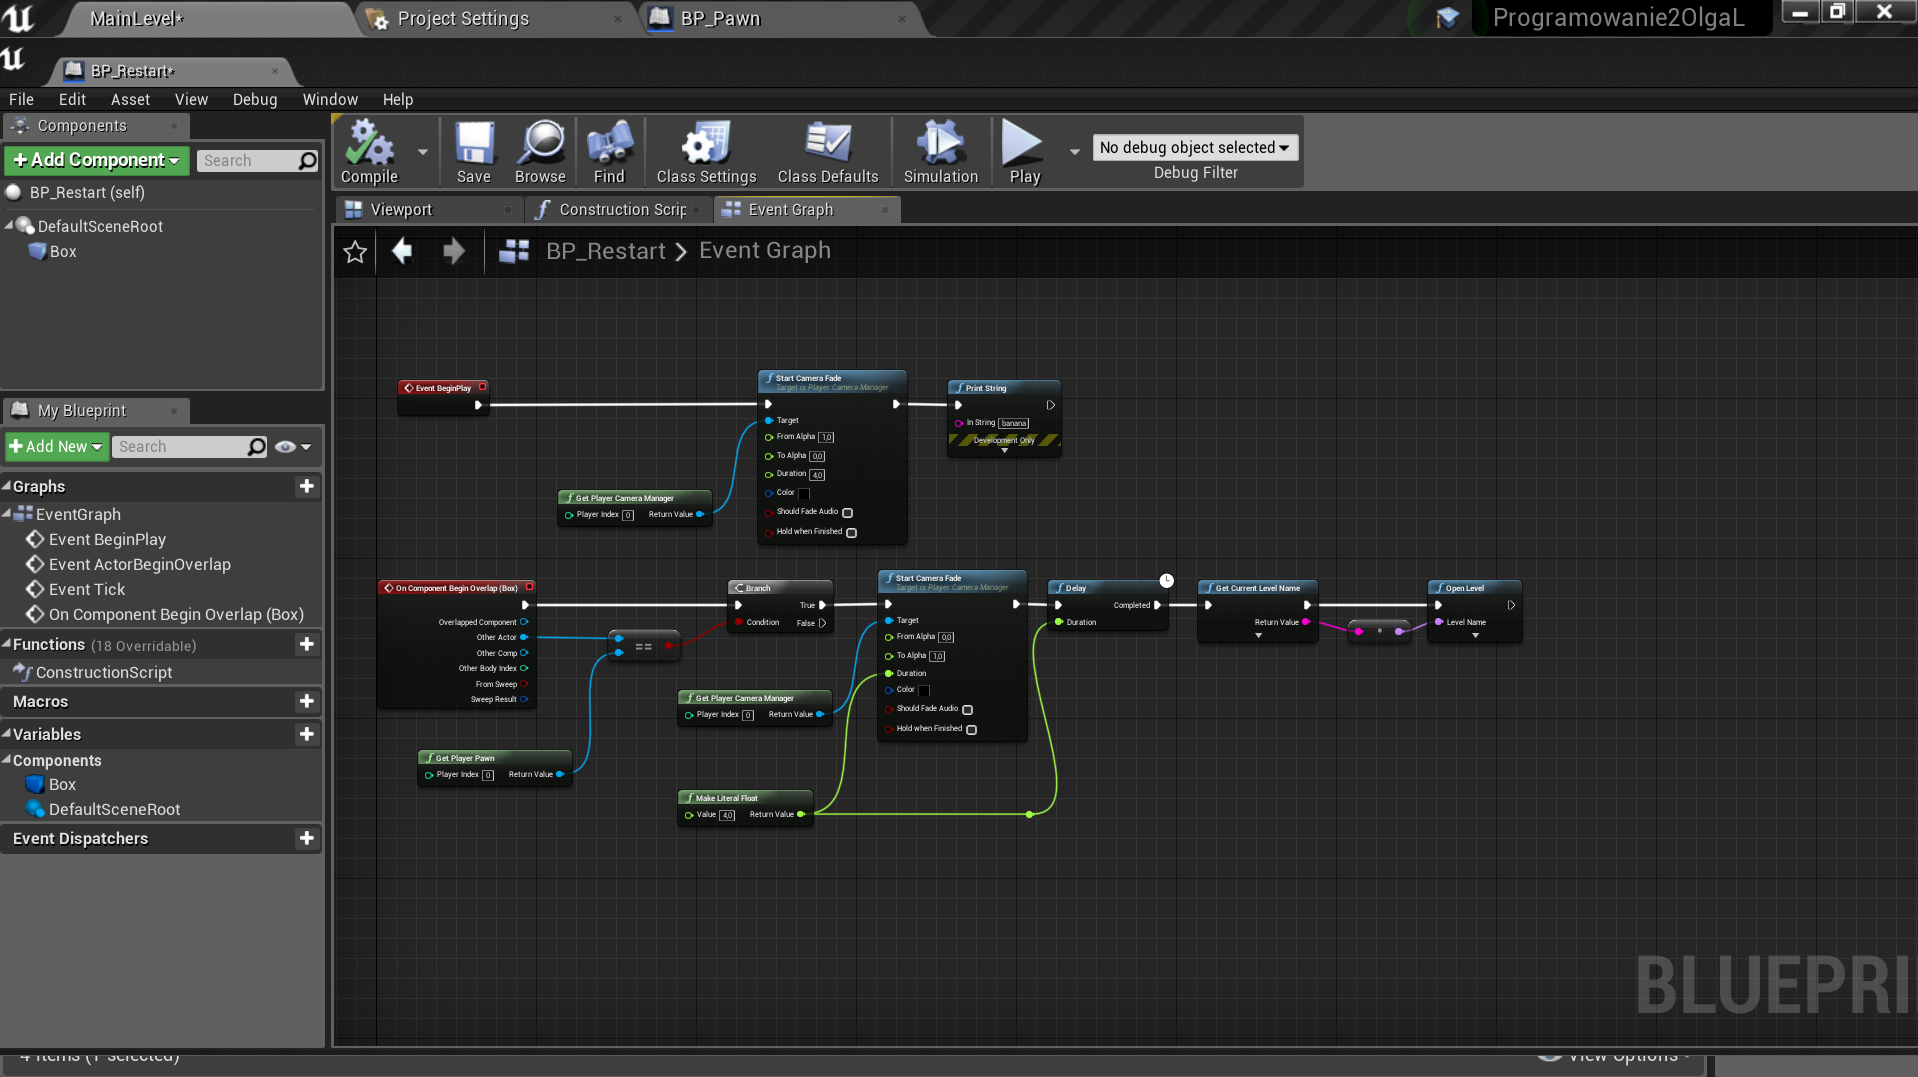 MainLevel*
Project Settings
BP_Pawn
Programowanie2OlgaL
BP_Restart*
File Edit Asset View Debug Window Help
Components
+Add Component
Search
BP_Restart (self)
DefaultSceneRoot
Box
Compile
Save
Browse
Find
Class Settings
Class Defaults
Simulation
Play
No debug object selected
Debug Filter
Viewport
Construction Scrip
Event Graph
BP_Restart > Event Graph
My Blueprint
+Add New
Search
Graphs
EventGraph
Event BeginPlay
Event ActorBeginOverlap
Event Tick
On Component Begin Overlap (Box)
Functions (18 Overridable)
ConstructionScript
Macros
Variables
Components
Box
DefaultSceneRoot
Event Dispatchers
Event BeginPlay
Start Camera Fade
Target is Player Camera Manager
Target
From Alpha 1,0
To Alpha 0,0
Duration 4,0
Color
Should Fade Audio
Hold when Finished
Print String
In String banana
Development Only
Get Player Camera Manager
Player Index 0 Return Value
On Component Begin Overlap (Box)
Overlapped Component
Other Actor
Other Comp
Other Body Index
From Sweep
Sweep Result
==
Branch
True
Condition False
Start Camera Fade
Target is Player Camera Manager
Target
From Alpha 0,0
To Alpha 1,0
Duration
Color
Should Fade Audio
Hold when Finished
Delay
Completed
Duration
Get Current Level Name
Return Value
Open Level
Level Name
Get Player Camera Manager
Player Index 0 Return Value
Get Player Pawn
Player Index 0 Return Value
Make Literal Float
Value 4,0 Return Value
BLUEPRI
4 items (1 selected)
View Options